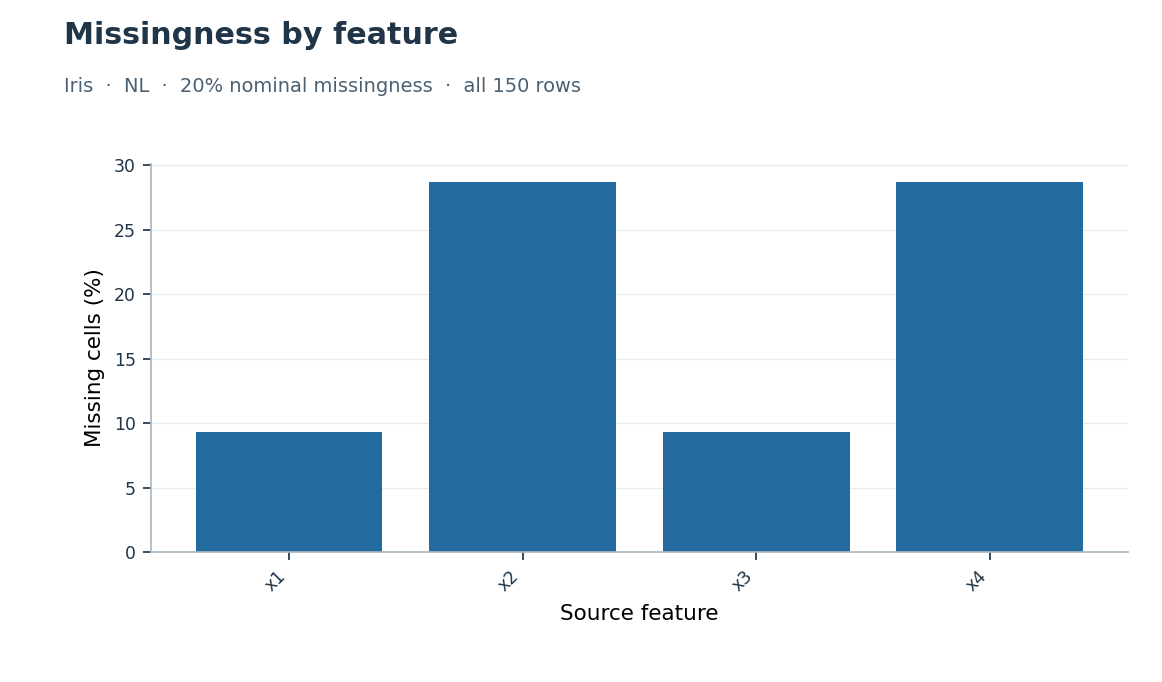 Missingness by feature
Iris · NL · 20% nominal missingness · all 150 rows
30
25
20
15
10
5
0
Missing cells (%)
x1
x2
x3
x4
Source feature